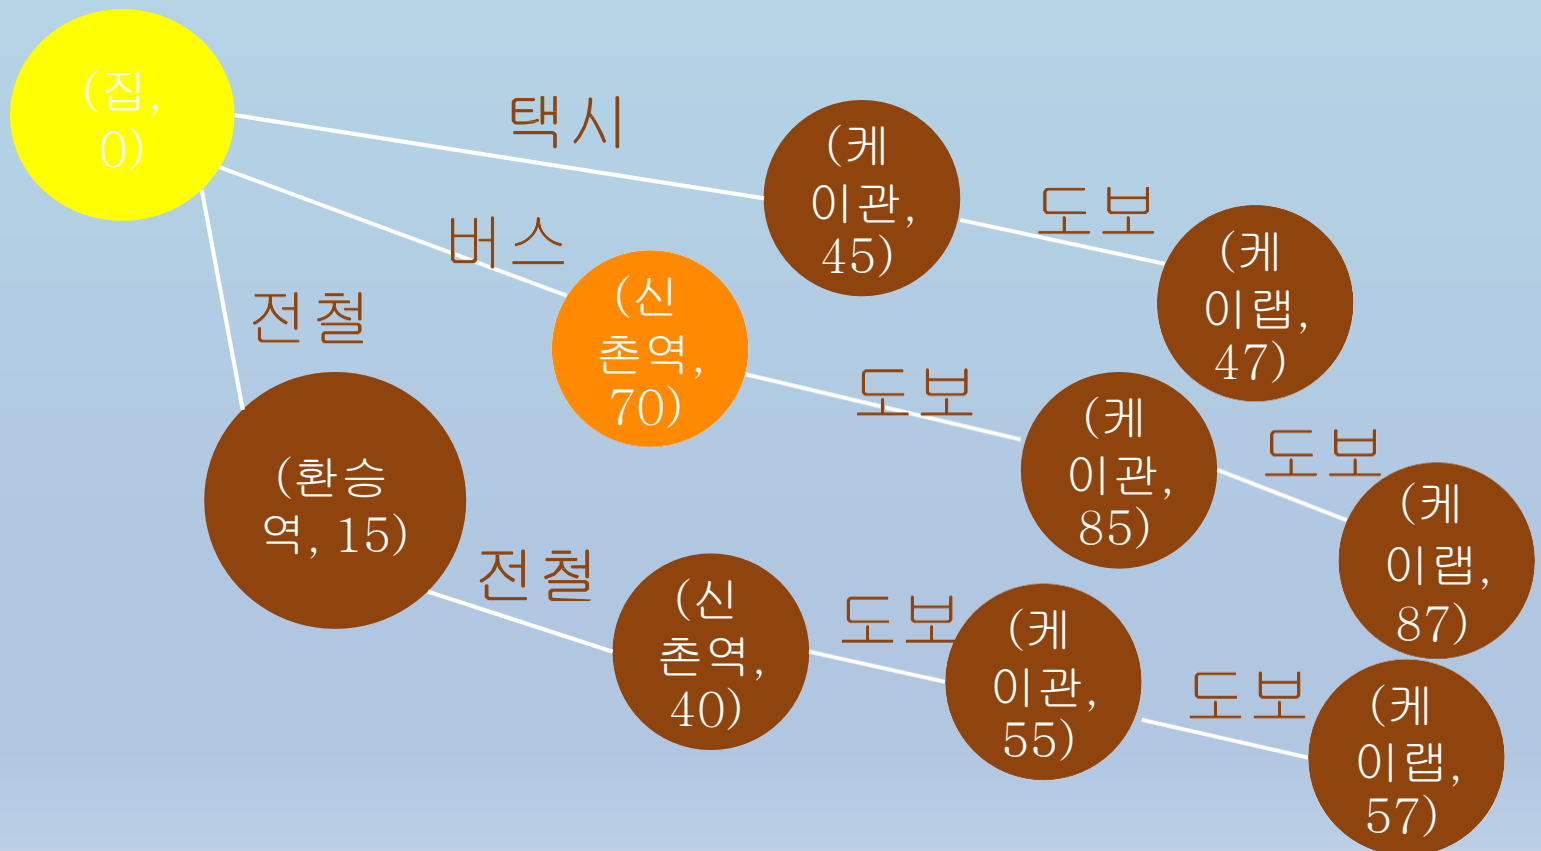 (집,
0)
택시
(케
이관,
45)
도보
(케
이랩,
47)
버스
(신
촌역,
70)
도보
(케
이관,
85)
도보
(케
이랩,
87)
전철
(환승
역, 15)
전철
(신
촌역,
40)
도보
(케
이관,
55)
도보
(케
이랩,
57)